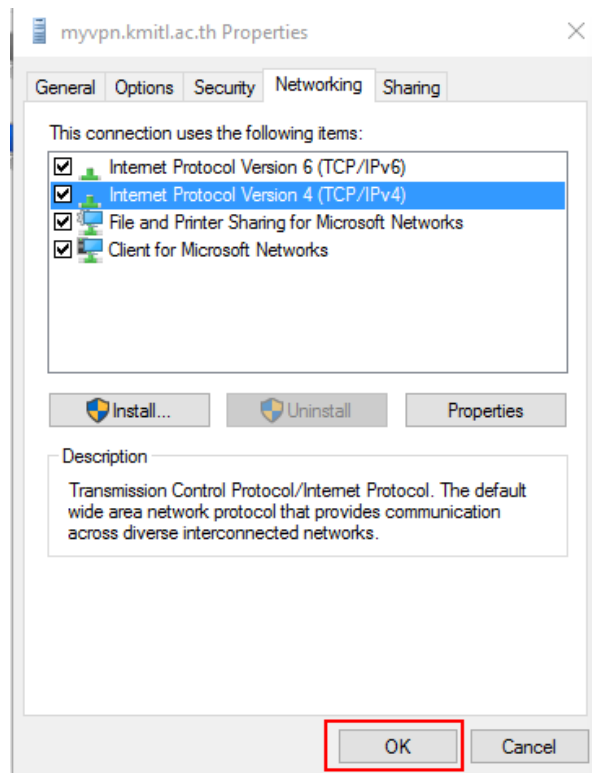 myvpn.kmitl.ac.th Properties
General Options Security Networking Sharing
This connection uses the following items:
Internet Protocol Version 6 (TCP/IPv6)
Internet Protocol Version 4 (TCP/IPv4)
File and Printer Sharing for Microsoft Networks
Client for Microsoft Networks
Install... Uninstall Properties
Description
Transmission Control Protocol/Internet Protocol. The default
wide area network protocol that provides communication
across diverse interconnected networks.
OK Cancel